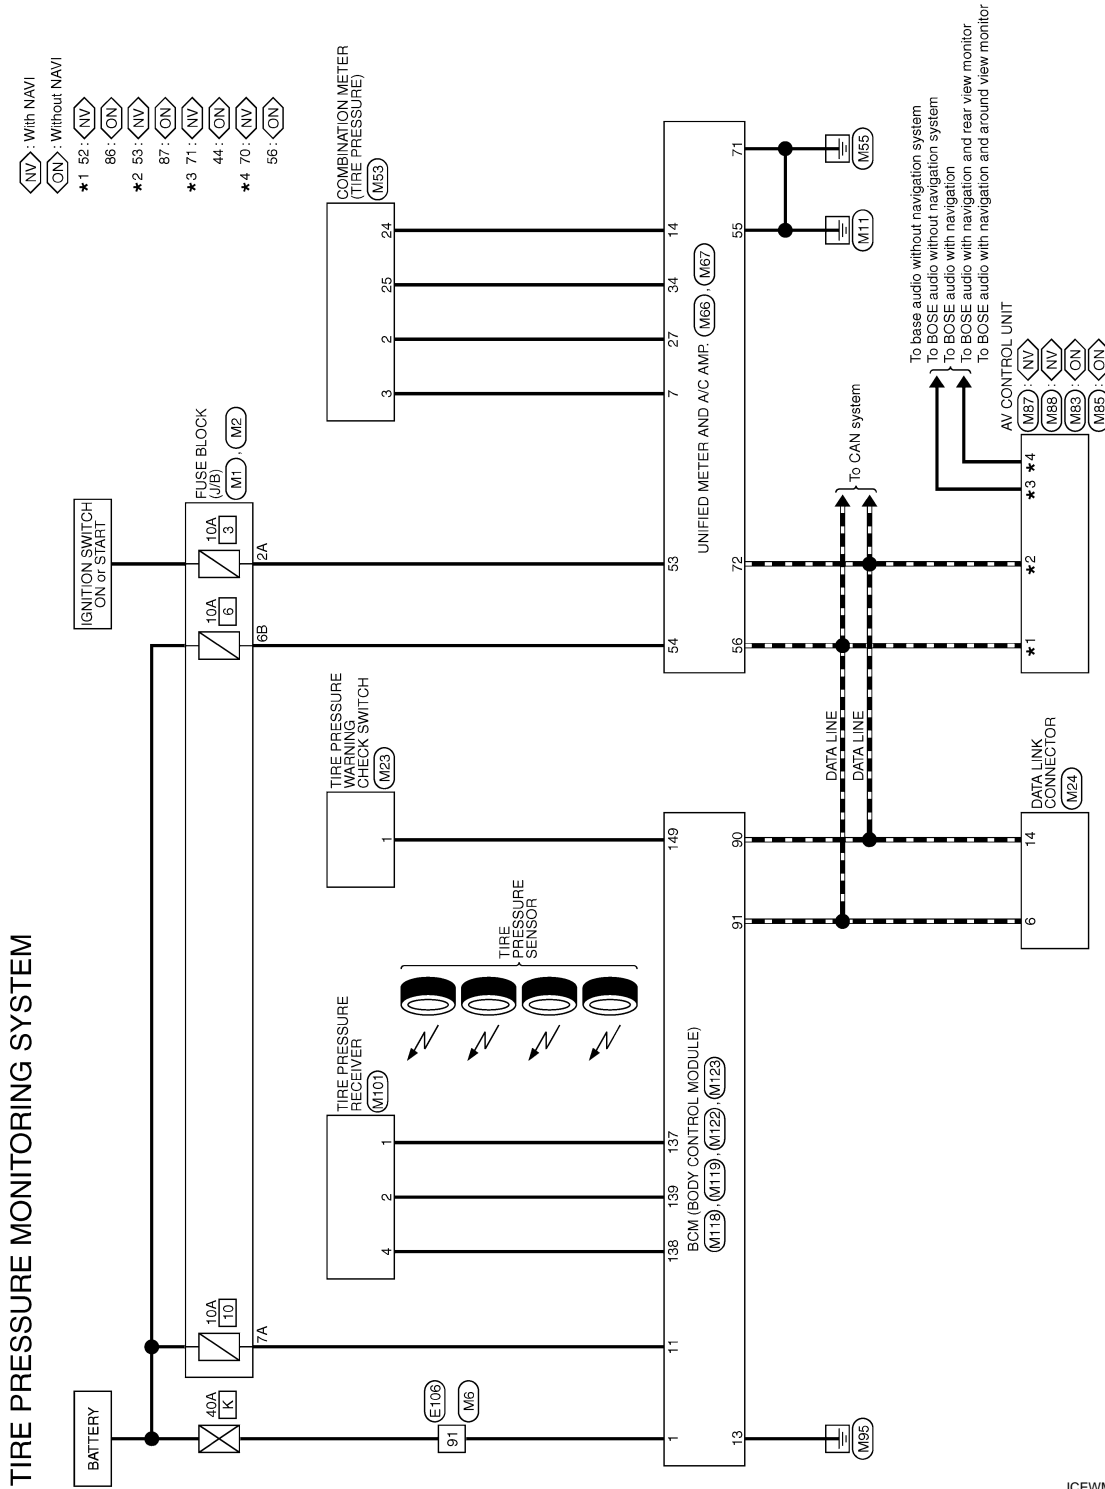 TIRE PRESSURE MONITORING SYSTEM
NV : With NAVI
ON : Without NAVI
*1 52 : NV
86 : ON
*2 53 : NV
87 : ON
*3 71 : NV
44 : ON
*4 70 : NV
56 : ON
BATTERY
IGNITION SWITCH
ON or START
40A
K
10A
10
10A
6
10A
3
FUSE BLOCK
(J/B)
M1 , M2
7A
6B
2A
TIRE PRESSURE
RECEIVER
M101
4
2
1
TIRE
PRESSURE
SENSOR
TIRE PRESSURE
WARNING
CHECK SWITCH
M23
1
COMBINATION METER
(TIRE PRESSURE)
M53
3
2
25
24
91
E106
M6
1
11
138
139
137
149
BCM (BODY CONTROL MODULE)
M118 , M119 , M122 , M123
13
91
90
54
53
7
27
34
14
UNIFIED METER AND A/C AMP. M66 , M67
56
72
55
71
M95
DATA LINE
DATA LINE
To CAN system
M11
M55
To base audio without navigation system
To BOSE audio without navigation system
To BOSE audio with navigation
To BOSE audio with navigation and rear view monitor
To BOSE audio with navigation and around view monitor
6
14
DATA LINK
CONNECTOR
M24
*1
*2
*3
*4
AV CONTROL UNIT
M87 : NV
M88 : NV
M83 : ON
M85 : ON